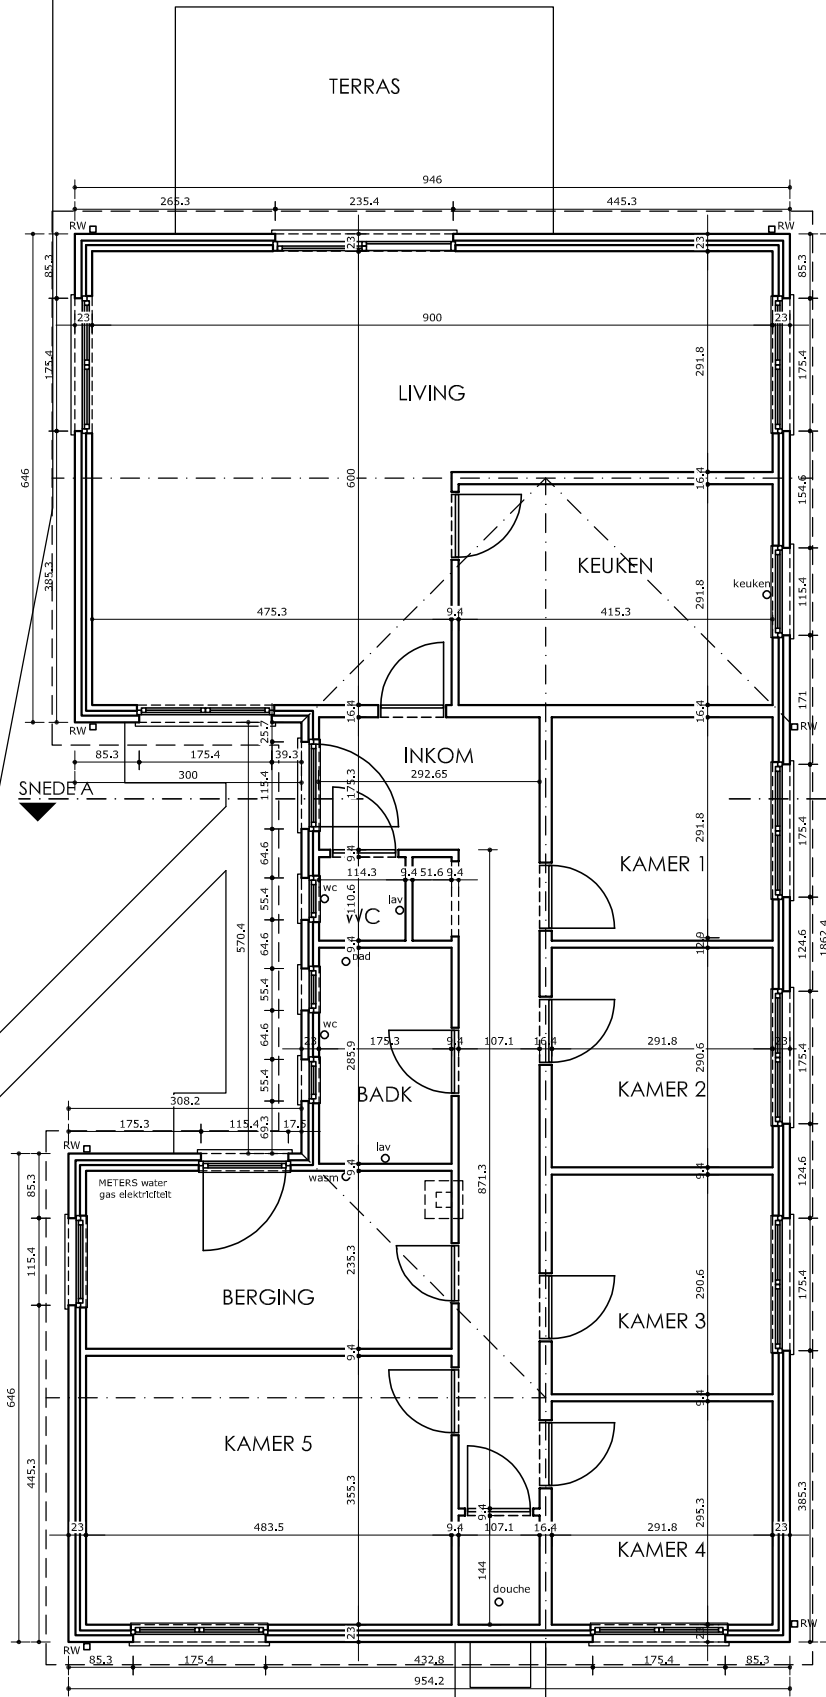 TERRAS
946
265.3 235.4 445.3
RW RW
23 23
85.3 85.3
23 900 23
175.4 291.8 175.4
LIVING
646 600 16.4 154.6
KEUKEN
keuken
385.3 291.8 115.4
475.3 9.4 415.3
171
16.4 16.4
RW RW
25.7
INKOM
85.3 175.4 39.3
300 292.65
SNEDE A
115.4 175.3 291.8 175.4
9.4
64.6
KAMER 1
114.3 9.4 51.6 9.4
wc lav
55.4 110.6
WC
570.4 64.6 9.4 12.9 124.6 1862.4
bad
55.4
wc
23 175.3 9.4 107.1 16.4 291.8 23
64.6 285.9 290.6 175.4
55.4
BADK
KAMER 2
308.2
175.3 115.4 17.5
69.3
RW
lav
9.4 9.4 124.6
wasm
METERS water
gas elektriciteit
85.3 871.3
115.4 235.3 290.6 175.4
BERGING
KAMER 3
9.4
646 9.4
KAMER 5
445.3 355.3 295.3 385.3
9.4
23 483.5 9.4 107.1 16.4 291.8 23
KAMER 4
144
douche
RW
23 23
RW
85.3 175.4 432.8 175.4 85.3
954.2